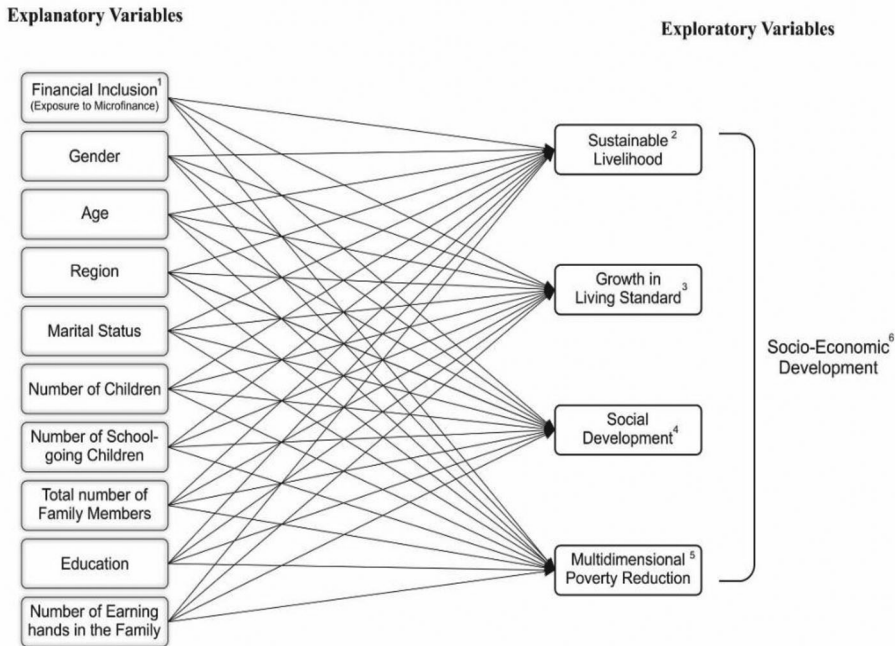 Explanatory Variables
Exploratory Variables
Financial Inclusion¹
(Exposure to Microfinance)
Gender
Age
Region
Marital Status
Number of Children
Number of School-
going Children
Total number of
Family Members
Education
Number of Earning
hands in the Family
Sustainable ²
Livelihood
Growth in
Living Standard³
Social
Development⁴
Multidimensional ⁵
Poverty Reduction
Socio-Economic⁶
Development